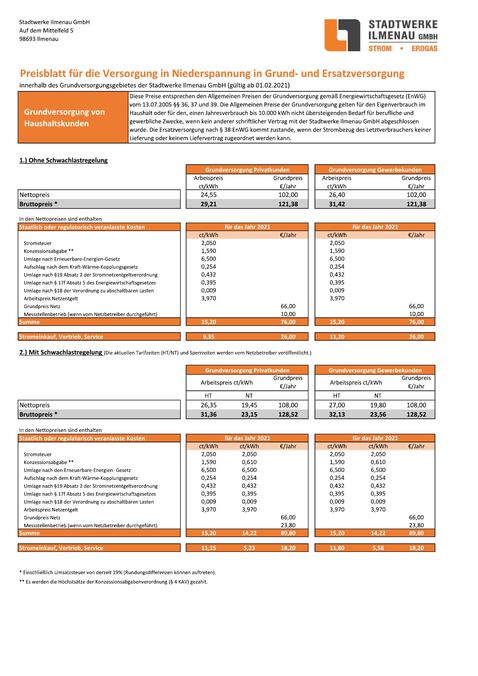 Stadtwerke Ilmenau GmbH
Auf dem Mittelfeld 5
98693 Ilmenau
STADTWERKE
ILMENAU GMBH
STROM · ERDGAS
Preisblatt für die Versorgung in Niederspannung in Grund- und Ersatzversorgung
innerhalb des Grundversorgungsgebietes der Stadtwerke Ilmenau GmbH (gültig ab 01.02.2021)
Grundversorgung von
Haushaltskunden
Diese Preise entsprechen den Allgemeinen Preisen der Grundversorgung gemäß Energiewirtschaftsgesetz (EnWG)
vom 13.07.2005 §§ 36, 37 und 39. Die Allgemeinen Preise der Grundversorgung gelten für den Eigenverbrauch im
Haushalt oder für den, einen Jahresverbrauch bis 10.000 kWh nicht übersteigenden Bedarf für berufliche und
gewerbliche Zwecke, wenn kein anderer schriftlicher Vertrag mit der Stadtwerke Ilmenau GmbH abgeschlossen
wurde. Die Ersatzversorgung nach § 38 EnWG kommt zustande, wenn der Strombezug des Letztverbrauchers keiner
Lieferung oder keinem Liefervertrag zugeordnet werden kann.
1.) Ohne Schwachlastregelung
Grundversorgung Privatkunden Grundversorgung Gewerbekunden
Arbeitspreis Grundpreis Arbeitspreis Grundpreis
ct/kWh €/Jahr ct/kWh €/Jahr
Nettopreis 24,55 102,00 26,40 102,00
Bruttopreis * 29,21 121,38 31,42 121,38
In den Nettopreisen sind enthalten
Staatlich oder regulatorisch veranlasste Kosten für das Jahr 2021 für das Jahr 2021
ct/kWh €/Jahr ct/kWh €/Jahr
Stromsteuer 2,050 2,050
Konzessionsabgabe ** 1,590 1,590
Umlage nach Erneuerbare-Energien-Gesetz 6,500 6,500
Aufschlag nach dem Kraft-Wärme-Kopplungsgesetz 0,254 0,254
Umlage nach §19 Absatz 2 der Stromnetzentgeltverordnung 0,432 0,432
Umlage nach § 17f Absatz 5 des Energiewirtschaftsgesetzes 0,395 0,395
Umlage nach §18 der Verordnung zu abschaltbaren Lasten 0,009 0,009
Arbeitspreis Netzentgelt 3,970 3,970
Grundpreis Netz 66,00 66,00
Messstellenbetrieb (wenn vom Netzbetreiber durchgeführt) 10,00 10,00
Summe 15,20 76,00 15,20 76,00
Stromeinkauf, Vertrieb, Service 9,35 26,00 11,20 26,00
2.) Mit Schwachlastregelung (Die aktuellen Tarifzeiten (HT/NT) und Sperrzeiten werden vom Netzbetreiber veröffentlicht.)
Grundversorgung Privatkunden Grundversorgung Gewerbekunden
Arbeitspreis ct/kWh Grundpreis Arbeitspreis ct/kWh Grundpreis
€/Jahr €/Jahr
HT NT HT NT
Nettopreis 26,35 19,45 108,00 27,00 19,80 108,00
Bruttopreis * 31,36 23,15 128,52 32,13 23,56 128,52
In den Nettopreisen sind enthalten
Staatlich oder regulatorisch veranlasste Kosten für das Jahr 2021 für das Jahr 2021
ct/kWh ct/kWh €/Jahr ct/kWh ct/kWh €/Jahr
Stromsteuer 2,050 2,050 2,050 2,050
Konzessionsabgabe ** 1,590 0,610 1,590 0,610
Umlage nach dem Erneuerbare-Energien- Gesetz 6,500 6,500 6,500 6,500
Aufschlag nach dem Kraft-Wärme-Kopplungsgesetz 0,254 0,254 0,254 0,254
Umlage nach §19 Absatz 2 der Stromnetzentgeltverordnung 0,432 0,432 0,432 0,432
Umlage nach § 17f Absatz 5 des Energiewirtschaftsgesetzes 0,395 0,395 0,395 0,395
Umlage nach §18 der Verordnung zu abschaltbaren Lasten 0,009 0,009 0,009 0,009
Arbeitspreis Netzentgelt 3,970 3,970 3,970 3,970
Grundpreis Netz 66,00 66,00
Messstellenbetrieb (wenn vom Netzbetreiber durchgeführt) 23,80 23,80
Summe 15,20 14,22 89,80 15,20 14,22 89,80
Stromeinkauf, Vertrieb, Service 11,15 5,23 18,20 11,80 5,58 18,20
* Einschließlich Umsatzsteuer von derzeit 19% (Rundungsdifferenzen können auftreten).
** Es werden die Höchstsätze der Konzessionsabgabenverordnung (§ 4 KAV) gezahlt.